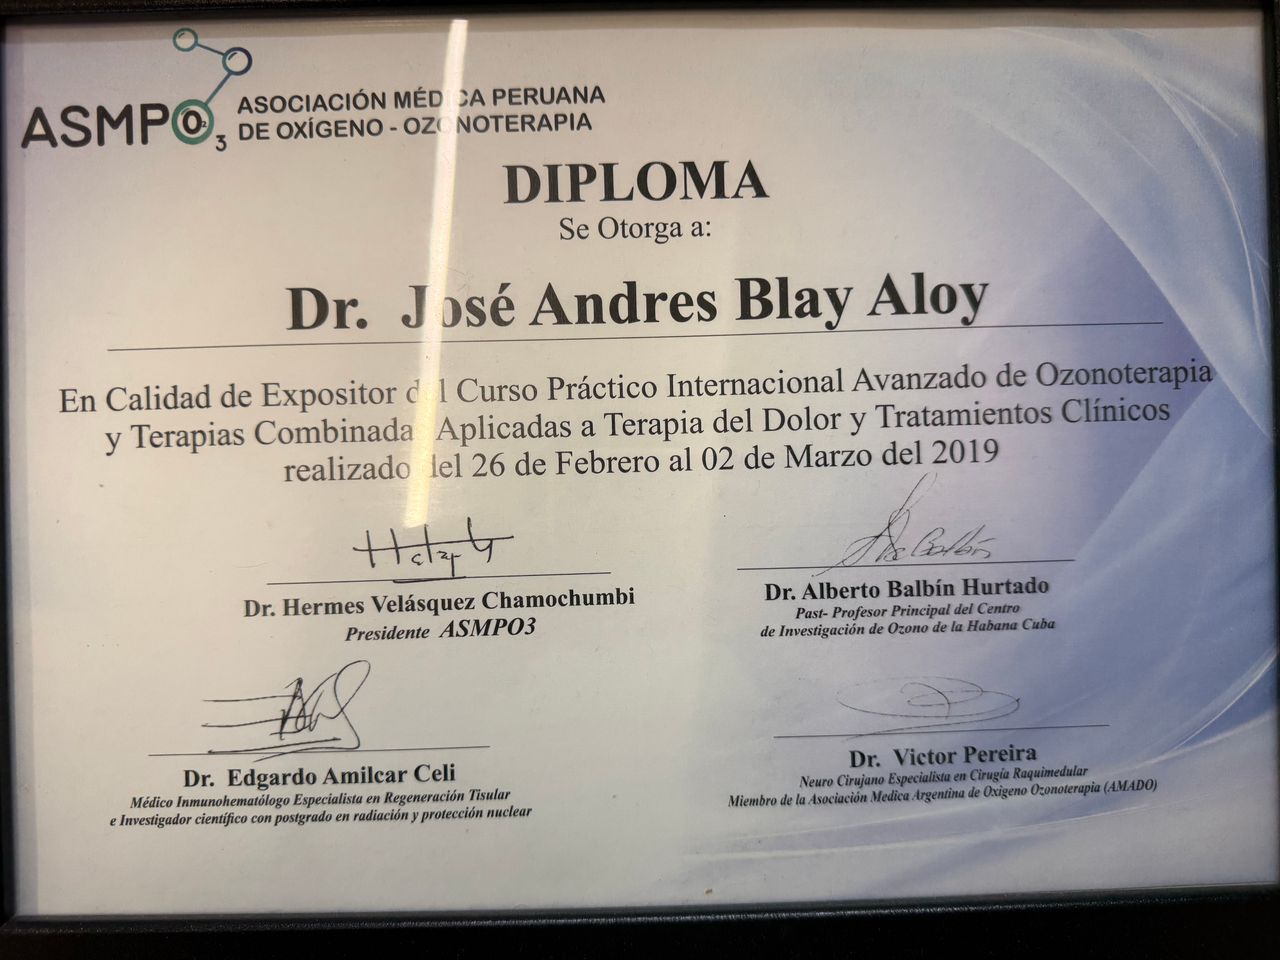 ASMPO₂3
ASOCIACIÓN MÉDICA PERUANA
DE OXÍGENO - OZONOTERAPIA
DIPLOMA
Se Otorga a:
Dr. José Andres Blay Aloy
En Calidad de Expositor del Curso Práctico Internacional Avanzado de Ozonoterapia
y Terapias Combinadas Aplicadas a Terapia del Dolor y Tratamientos Clínicos
realizado del 26 de Febrero al 02 de Marzo del 2019
Dr. Hermes Velásquez Chamochumbi
Presidente ASMPO3
Dr. Alberto Balbín Hurtado
Past- Profesor Principal del Centro
de Investigación de Ozono de la Habana Cuba
Dr. Edgardo Amilcar Celi
Médico Inmunohematólogo Especialista en Regeneración Tisular
e Investigador científico con postgrado en radiación y protección nuclear
Dr. Victor Pereira
Neuro Cirujano Especialista en Cirugía Raquimedular
Miembro de la Asociación Medica Argentina de Oxigeno Ozonoterapia (AMADO)